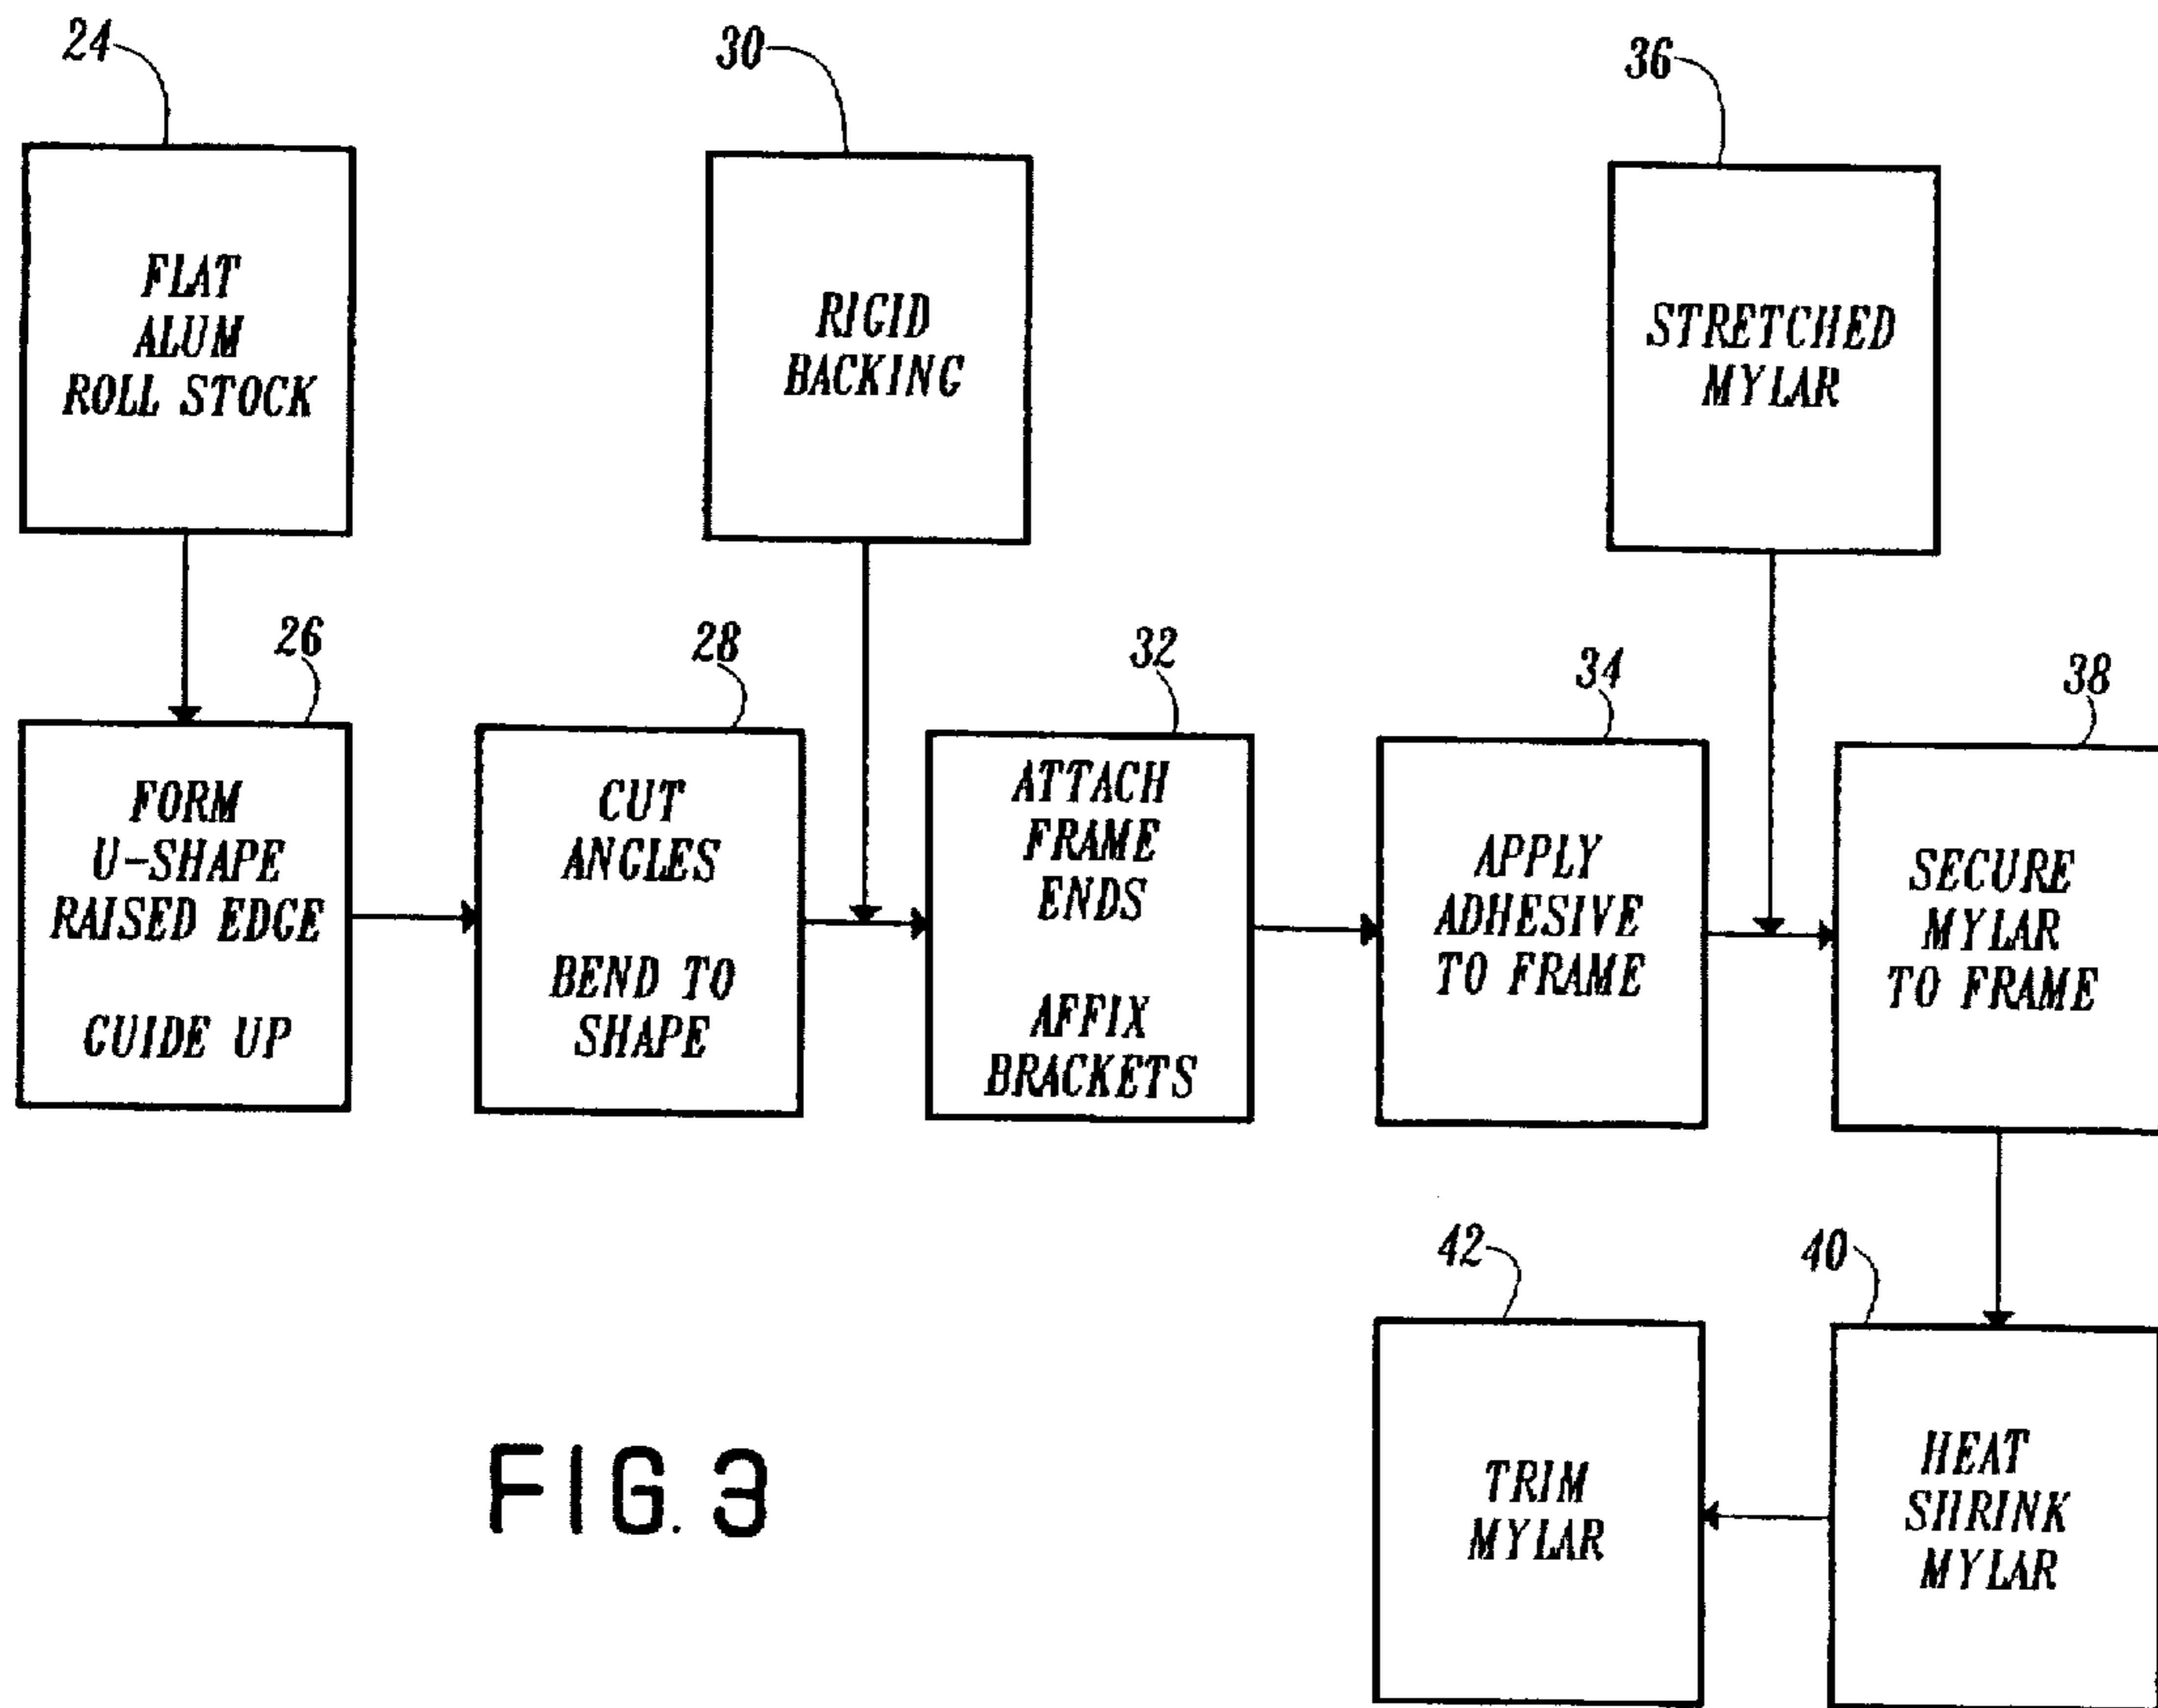 24
FLAT
ALUM
ROLL STOCK
30
RIGID
BACKING
36
STRETCHED
MYLAR
26
FORM
U-SHAPE
RAISED EDGE
GUIDE UP
28
CUT
ANGLES
BEND TO
SHAPE
32
ATTACH
FRAME
ENDS
AFFIX
BRACKETS
34
APPLY
ADHESIVE
TO FRAME
38
SECURE
MYLAR
TO FRAME
42
TRIM
MYLAR
40
HEAT
SHRINK
MYLAR
FIG. 3